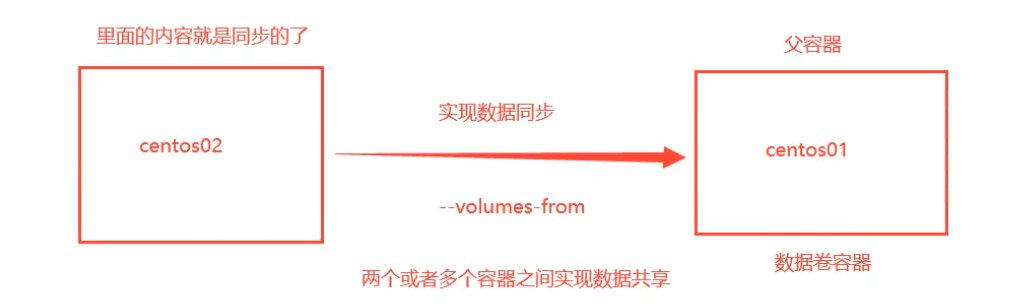 里面的内容就是同步的了
父容器
实现数据同步
centos02
centos01
--volumes-from
数据卷容器
两个或者多个容器之间实现数据共享